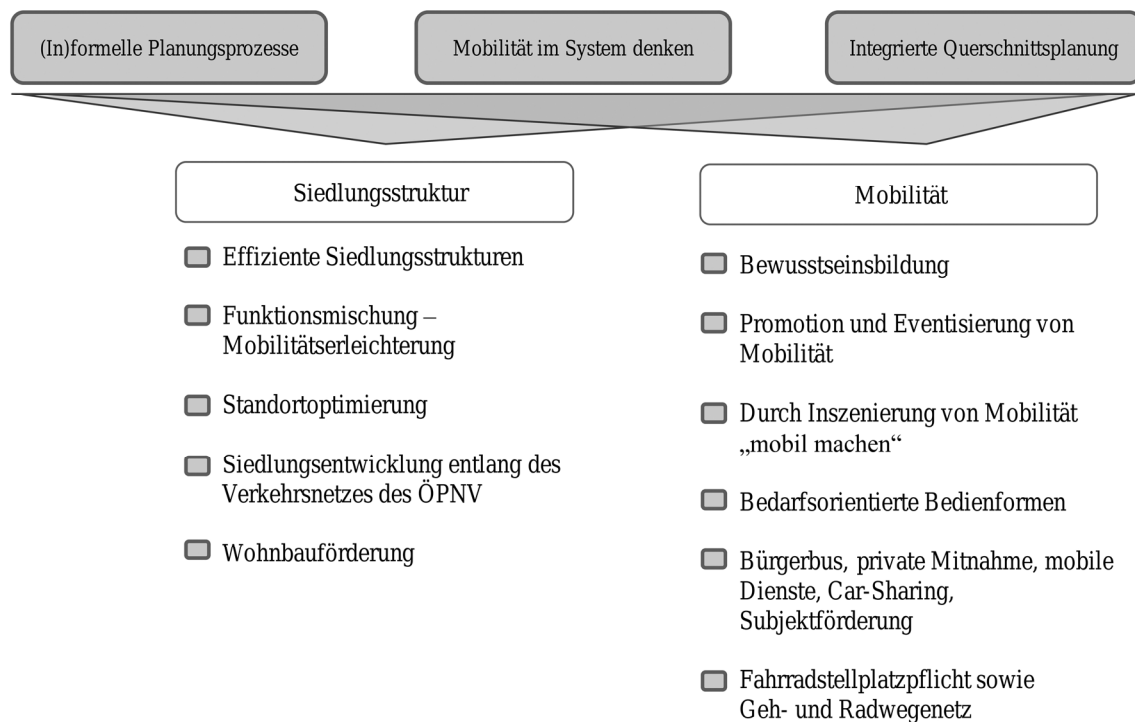 (In)formelle Planungsprozesse
Mobilität im System denken
Integrierte Querschnittsplanung
Siedlungsstruktur
Effiziente Siedlungsstrukturen
Funktionsmischung –
Mobilitätserleichterung
Standortoptimierung
Siedlungsentwicklung entlang des
Verkehrsnetzes des ÖPNV
Wohnbauförderung
Mobilität
Bewusstseinsbildung
Promotion und Eventisierung von
Mobilität
Durch Inszenierung von Mobilität
„mobil machen“
Bedarfsorientierte Bedienformen
Bürgerbus, private Mitnahme, mobile
Dienste, Car-Sharing,
Subjektförderung
Fahrradstellplatzpflicht sowie
Geh- und Radwegenetz